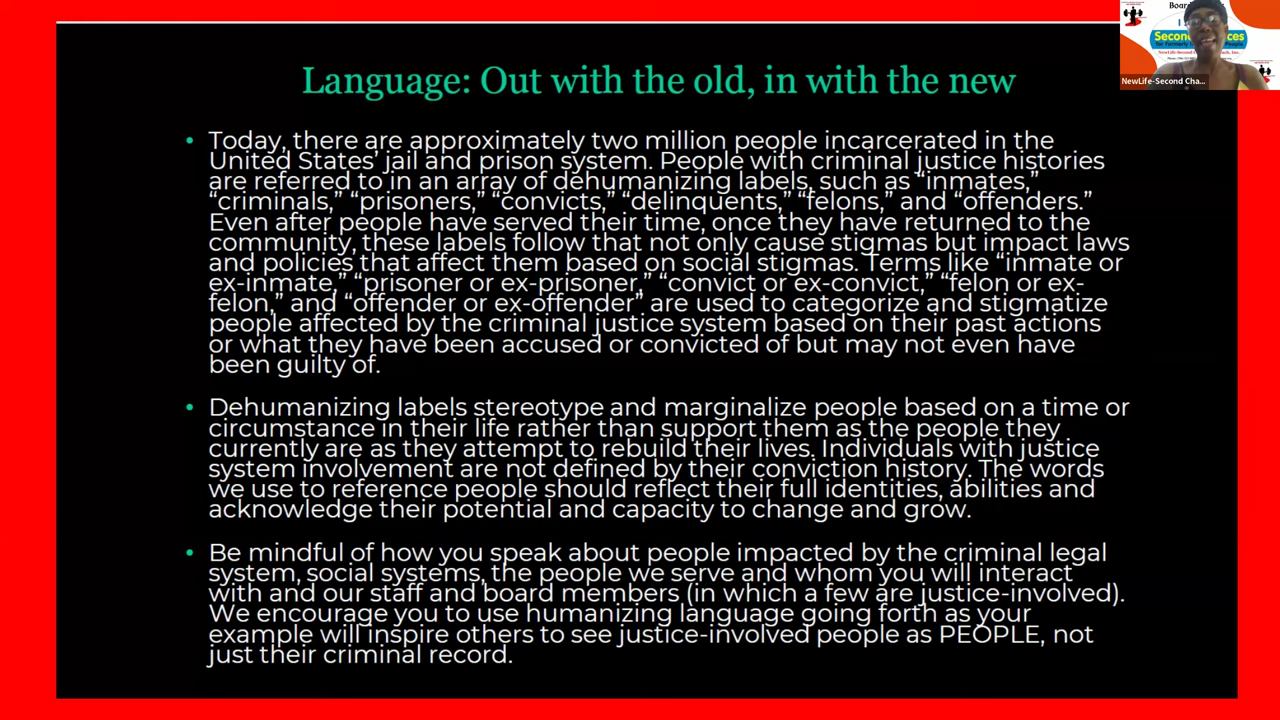 Language: Out with the old, in with the new
• Today, there are approximately two million people incarcerated in the
United States’ jail and prison system. People with criminal justice histories
are referred to in an array of dehumanizing labels, such as “inmates,”
“criminals,” “prisoners,” “convicts,” “delinquents,” “felons,” and “offenders.”
Even after people have served their time, once they have returned to the
community, these labels follow that not only cause stigmas but impact laws
and policies that affect them based on social stigmas. Terms like “inmate or
ex-inmate,” “prisoner or ex-prisoner,” “convict or ex-convict,” “felon or ex-
felon,” and “offender or ex-offender” are used to categorize and stigmatize
people affected by the criminal justice system based on their past actions
or what they have been accused or convicted of but may not even have
been guilty of.
• Dehumanizing labels stereotype and marginalize people based on a time or
circumstance in their life rather than support them as the people they
currently are as they attempt to rebuild their lives. Individuals with justice
system involvement are not defined by their conviction history. The words
we use to reference people should reflect their full identities, abilities and
acknowledge their potential and capacity to change and grow.
• Be mindful of how you speak about people impacted by the criminal legal
system, social systems, the people we serve and whom you will interact
with and our staff and board members (in which a few are justice-involved).
We encourage you to use humanizing language going forth as your
example will inspire others to see justice-involved people as PEOPLE, not
just their criminal record.
NewLife-Second Cha...